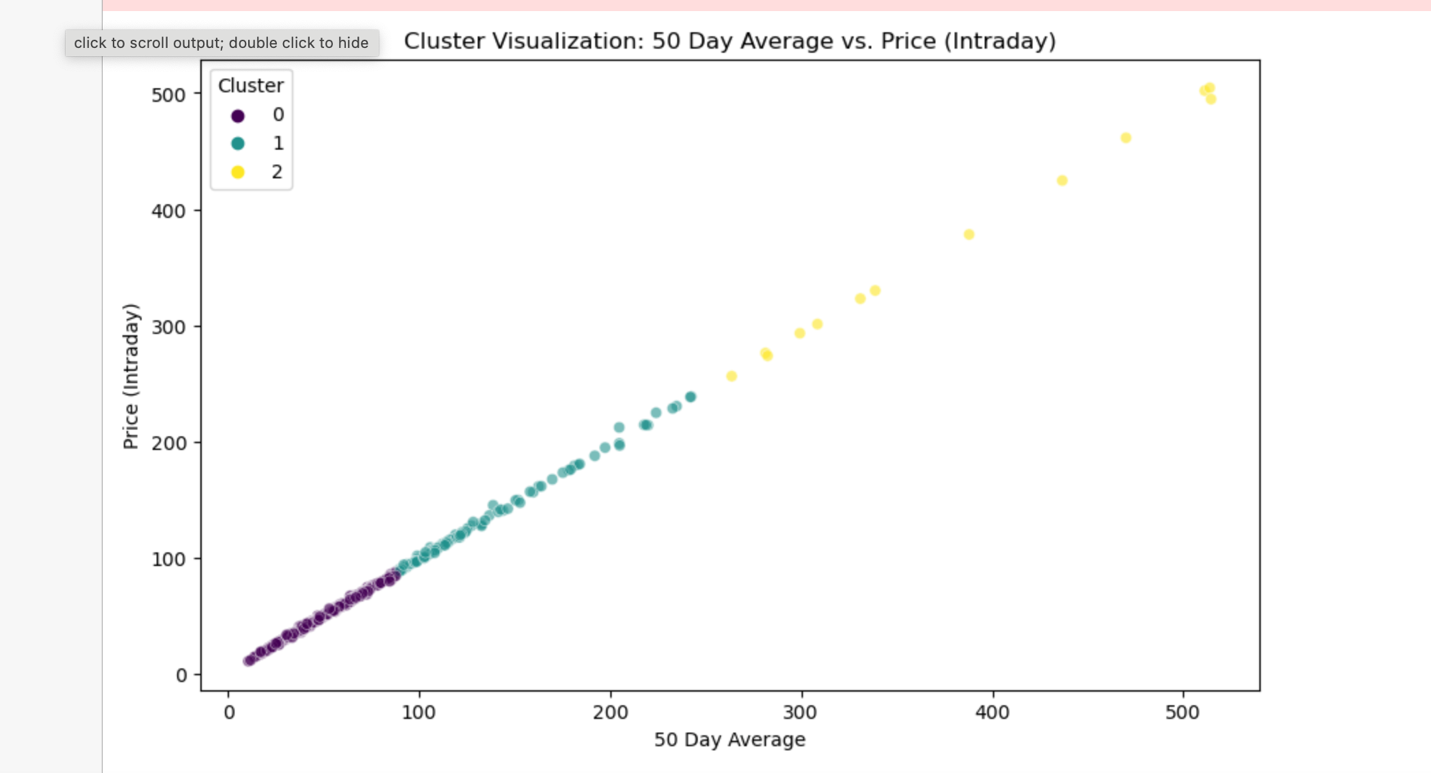 click to scroll output; double click to hide
Cluster Visualization: 50 Day Average vs. Price (Intraday)
Cluster
0
1
2
500
400
300
200
100
0
Price (Intraday)
0 100 200 300 400 500
50 Day Average